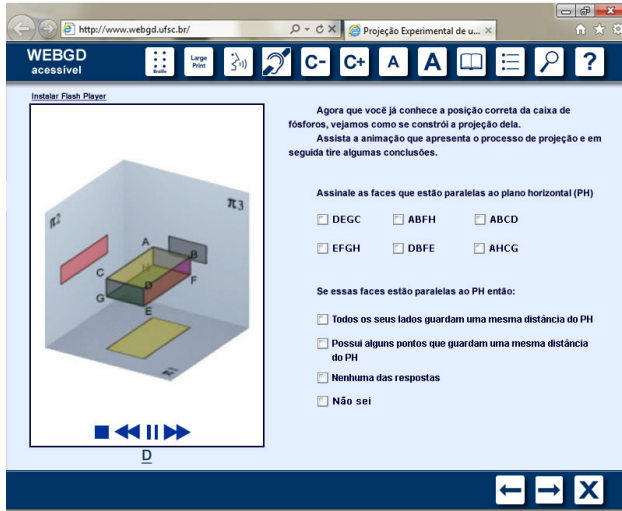 http://www.webgd.ufsc.br/
Projeção Experimental de u...
WEBGD
acessível
Braille
Large
Print
C-
C+
A
A
?
Instalar Flash Player
π2
π3
A
B
C
H
D
F
G
E
π1
D
Agora que você já conhece a posição correta da caixa de
fósforos, vejamos como se constrói a projeção dela.
Assista a animação que apresenta o processo de projeção e em
seguida tire algumas conclusões.
Assinale as faces que estão paralelas ao plano horizontal (PH)
DEGC ABFH ABCD
EFGH DBFE AHCG
Se essas faces estão paralelas ao PH então:
Todos os seus lados guardam uma mesma distância do PH
Possui alguns pontos que guardam uma mesma distância
do PH
Nenhuma das respostas
Não sei
X